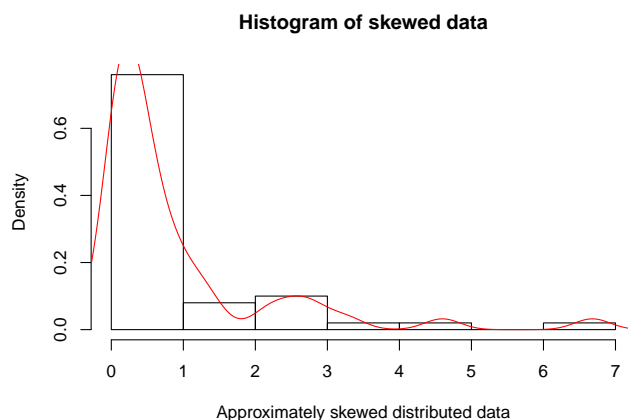 Histogram of skewed data
Density
0.0 0.2 0.4 0.6
0 1 2 3 4 5 6 7
Approximately skewed distributed data